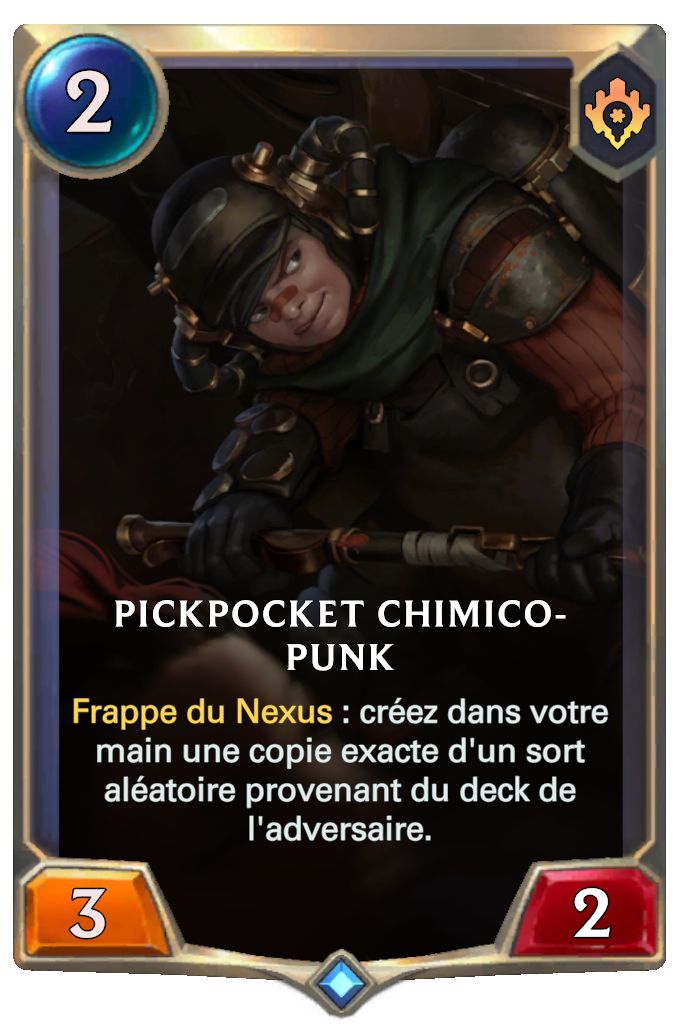 2
PICKPOCKET CHIMICO-
PUNK
Frappe du Nexus : créez dans votre
main une copie exacte d'un sort
aléatoire provenant du deck de
l'adversaire.
3
2